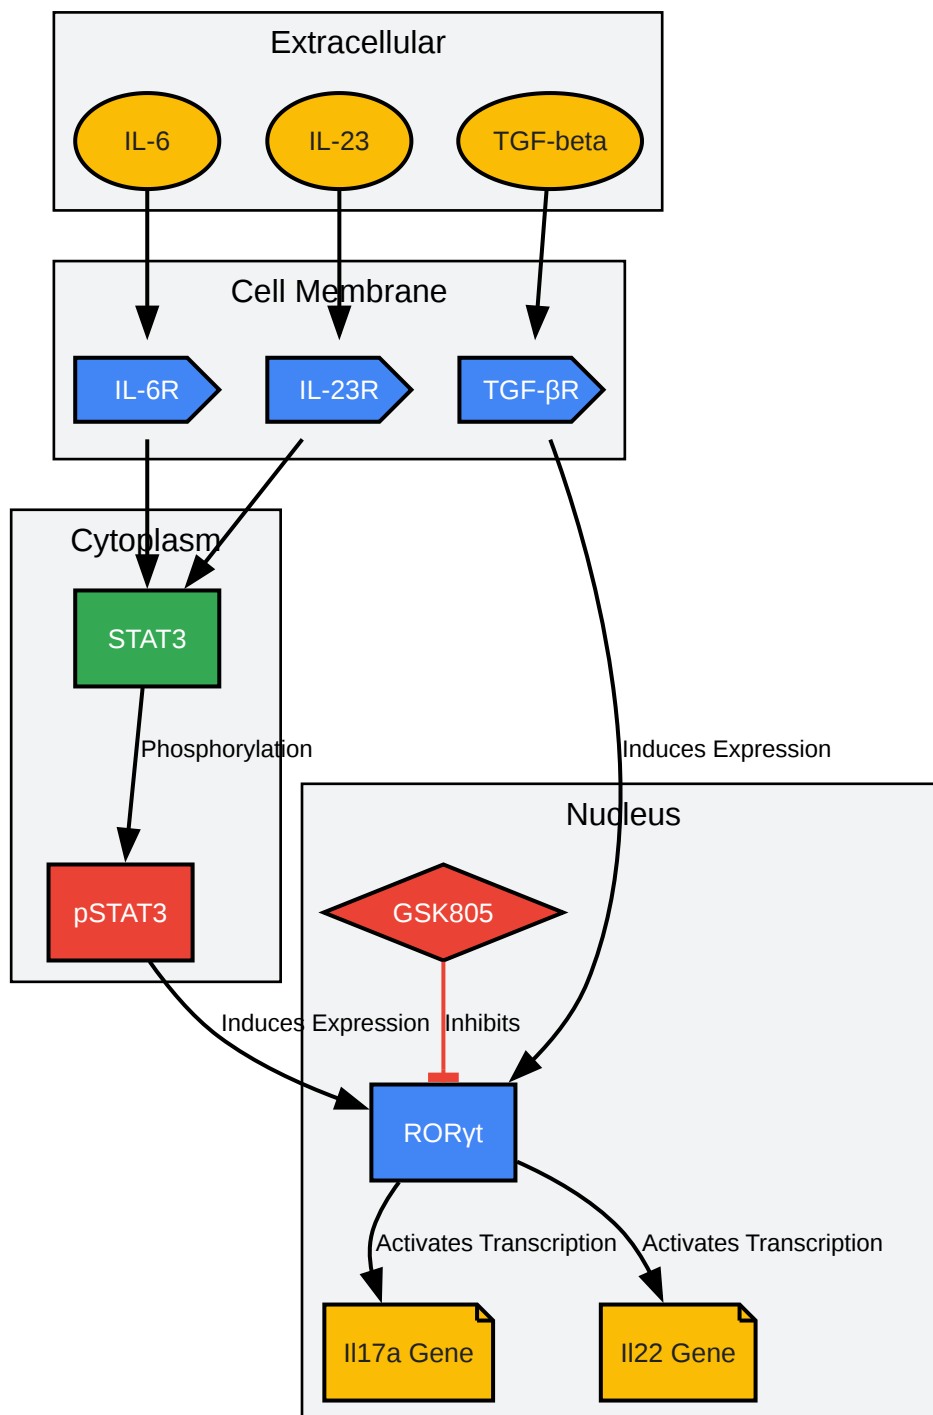 Extracellular
IL-6
IL-23
TGF-beta
Cell Membrane
IL-6R
IL-23R
TGF-βR
Cytoplasm
STAT3
Phosphorylation
Induces Expression
Nucleus
pSTAT3
GSK805
Induces Expression
Inhibits
RORγt
Activates Transcription
Activates Transcription
Il17a Gene
Il22 Gene